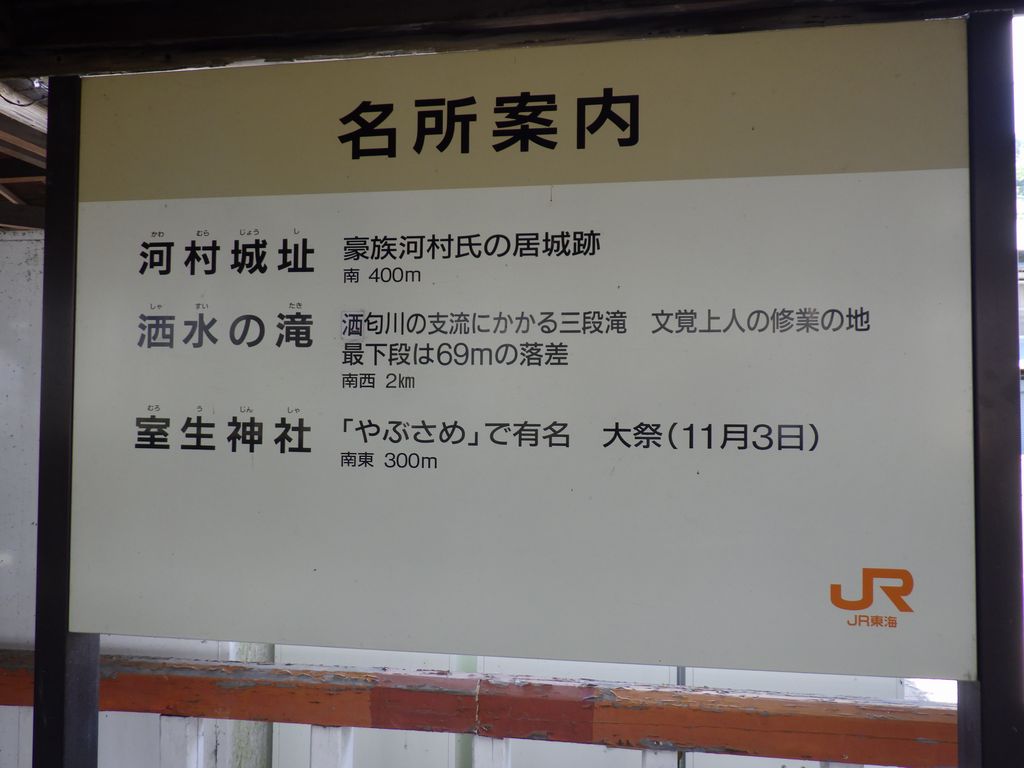 名所案内
かわ むら じょう し
河村城址 豪族河村氏の居城跡
南 400m
しゃ すい たき
洒水の滝 酒匂川の支流にかかる三段滝 文覚上人の修業の地
最下段は69mの落差
南西 2㎞
むろ う じん じゃ
室生神社 「やぶさめ」で有名 大祭(11月3日)
南東 300m
JR
JR東海